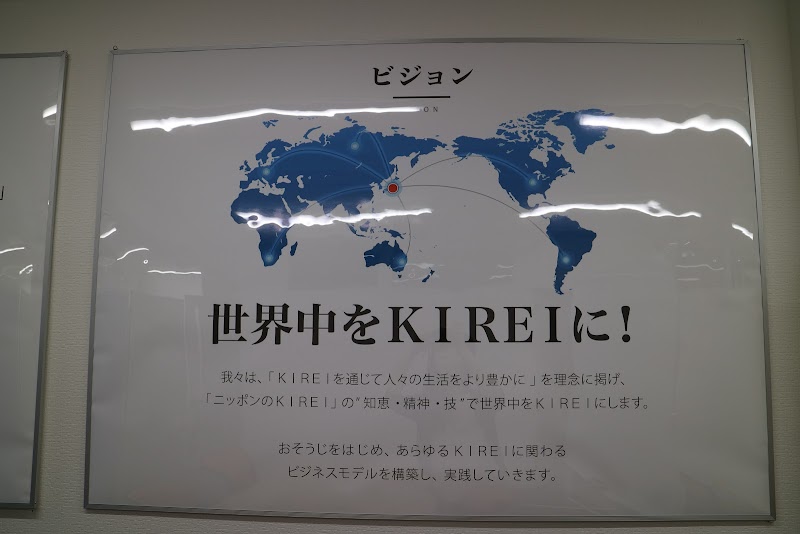 ビジョン
世界中をKIREIに!
我々は、「KIREIを通じて人々の生活をより豊かに」を理念に掲げ、
「ニッポンのKIREI」の“知恵・精神・技”で世界中をKIREIにします。
おそうじをはじめ、あらゆるKIREIに関わる
ビジネスモデルを構築し、実践していきます。
」